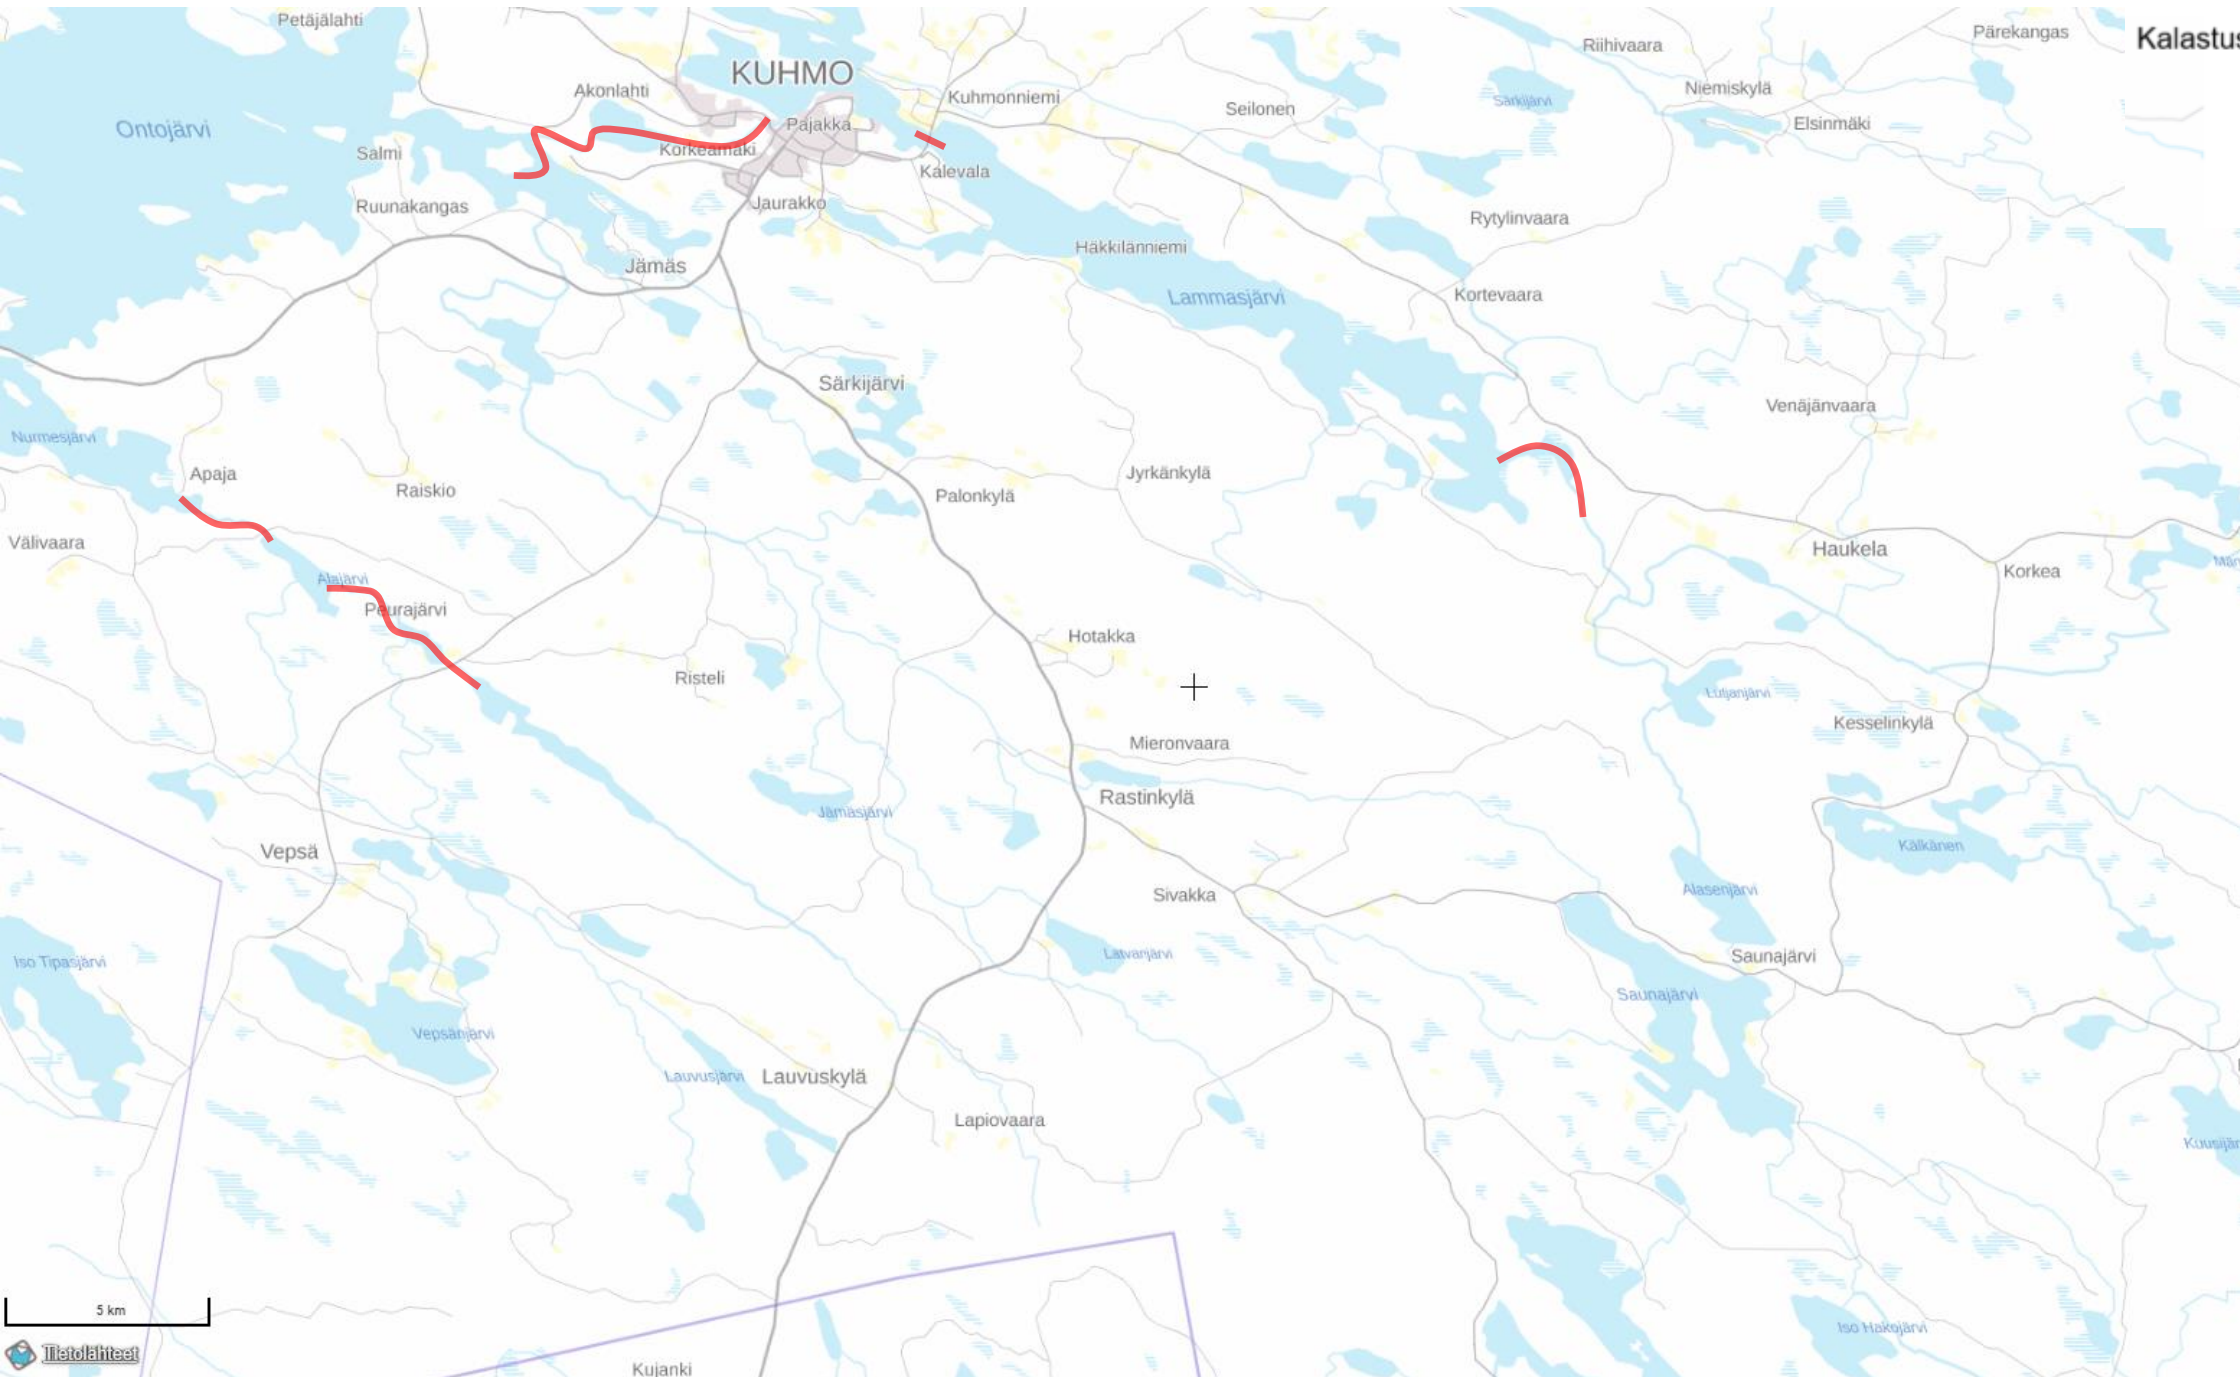 Petäjälahti
Pärekangas
Kalastus
Riihivaara
KUHMO
Akonlahti
Kuhmonniemi
Niemiskylä
Särkijärvi
Seilonen
Elsinmäki
Ontojärvi
Pajakka
Korkeamäki
Salmi
Kalevala
Jaurakko
Ruunakangas
Rytylinvaara
Häkkilänniemi
Jämäs
Lammasjärvi
Kortevaara
Särkijärvi
Venäjänvaara
Nurmesjärvi
Apaja
Jyrkänkylä
Raiskio
Palonkylä
Välivaara
Haukela
Korkea
Alajärvi
Peurajärvi
Hotakka
Risteli
Lutjanjärvi
Kesselinkylä
Mieronvaara
Rastinkylä
Jämäsjärvi
Kälkänen
Vepsä
Alasenjärvi
Sivakka
Latvanjärvi
Saunajärvi
Iso Tipasjärvi
Saunajärvi
Vepsänjärvi
Lauvusjärvi
Lauvuskylä
Lapiovaara
Kuusijär
5 km
Iso Hakojärvi
Tietolähteet
Kujanki